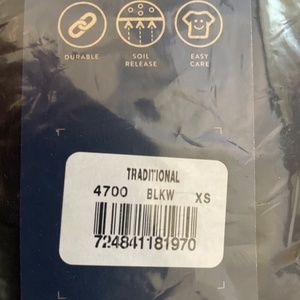 DURABLE
SOIL RELEASE
EASY CARE
TRADITIONAL
4700 BLKW XS
724841181970